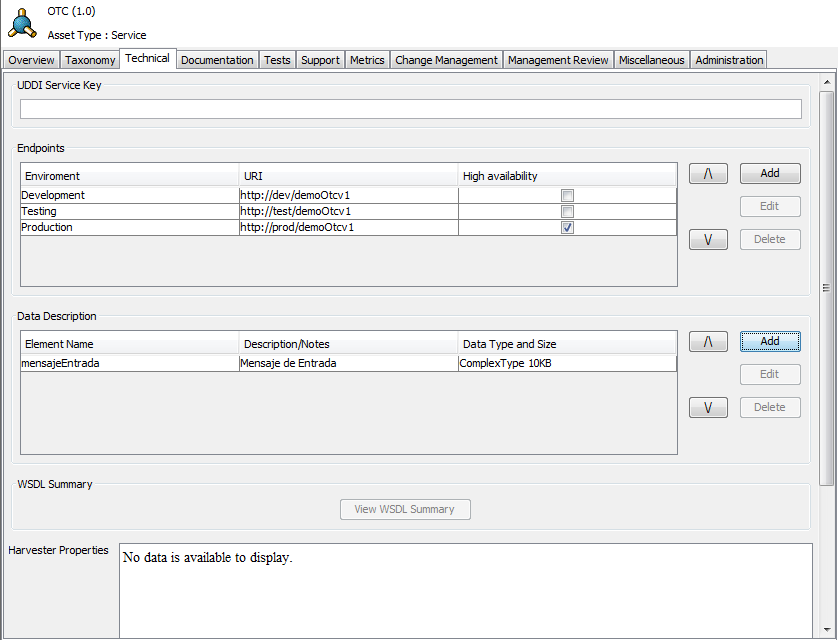 OTC (1.0)
Asset Type : Service
Overview Taxonomy Technical Documentation Tests Support Metrics Change Management Management Review Miscellaneous Administration
UDDI Service Key
Endpoints
Enviroment URI High availability
Development http://dev/demoOtcv1
Testing http://test/demoOtcv1
Production http://prod/demoOtcv1
/\ Add
Edit
\/ Delete
Data Description
Element Name Description/Notes Data Type and Size
mensajeEntrada Mensaje de Entrada ComplexType 10KB
/\ Add
Edit
\/ Delete
WSDL Summary
View WSDL Summary
Harvester Properties
No data is available to display.